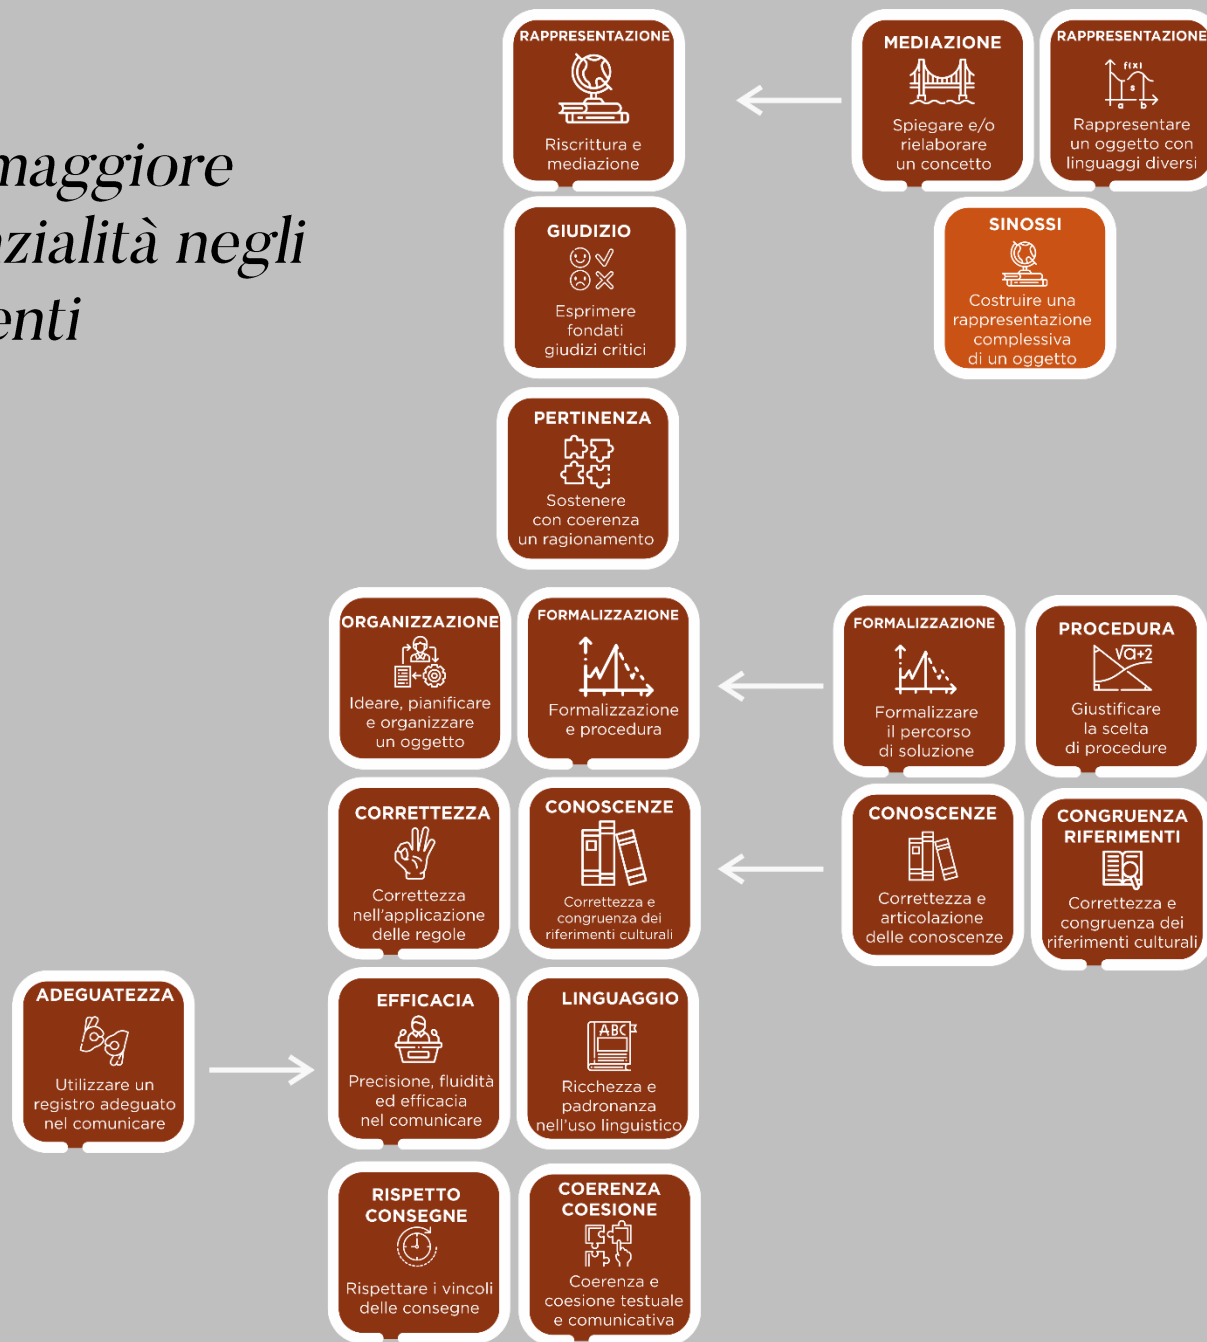 maggiore
zialità negli
enti
RAPPRESENTAZIONE
Riscrittura e
mediazione
MEDIAZIONE
Spiegare e/o
rielaborare
un concetto
RAPPRESENTAZIONE
f(x)
s
a b
Rappresentare
un oggetto con
linguaggi diversi
GIUDIZIO
Esprimere
fondati
giudizi critici
SINOSSI
Costruire una
rappresentazione
complessiva
di un oggetto
PERTINENZA
Sostenere
con coerenza
un ragionamento
ORGANIZZAZIONE
Ideare, pianificare
e organizzare
un oggetto
FORMALIZZAZIONE
Formalizzazione
e procedura
FORMALIZZAZIONE
Formalizzare
il percorso
di soluzione
PROCEDURA
√a+2
Giustificare
la scelta
di procedure
CORRETTEZZA
Correttezza
nell'applicazione
delle regole
CONOSCENZE
Correttezza e
congruenza dei
riferimenti culturali
CONOSCENZE
Correttezza e
articolazione
delle conoscenze
CONGRUENZA
RIFERIMENTI
Correttezza e
congruenza dei
riferimenti culturali
ADEGUATEZZA
Utilizzare un
registro adeguato
nel comunicare
EFFICACIA
Precisione, fluidità
ed efficacia
nel comunicare
LINGUAGGIO
ABC
Ricchezza e
padronanza
nell'uso linguistico
RISPETTO
CONSEGNE
Rispettare i vincoli
delle consegne
COERENZA
COESIONE
Coerenza e
coesione testuale
e comunicativa